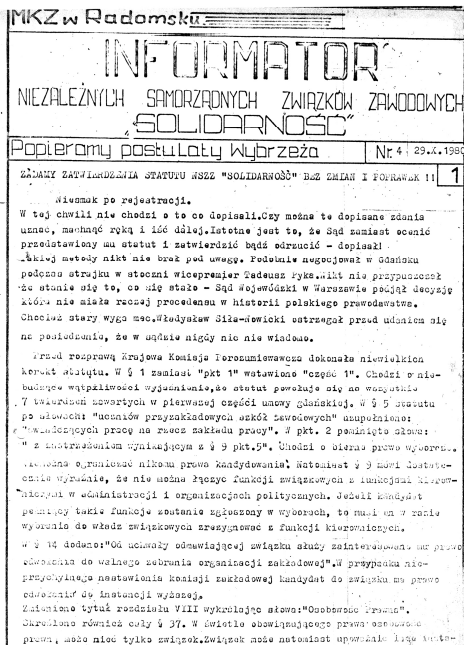 MKZ w Radomsku
INFORMATOR
NIEZALEŻNYCH SAMORZĄDNYCH ZWIĄZKÓW ZAWODOWYCH
"SOLIDARNOŚĆ"
Popieramy postulaty Wybrzeża Nr. 4 29.X.1980
ŻĄDAMY ZATWIERDZENIA STATUTU NSZZ "SOLIDARNOŚĆ" BEZ ZMIAN I POPRAWEK !! 1
Niesmak po rejestracji.
W tej chwili nie chodzi o to co dopisali.Czy można te dopisane zdania
uznać, machnąć ręką i iść dalej.Istotne jest to, że Sąd zamiast ocenić
przedstawiony mu statut i zatwierdzić bądź odrzucić - dopisał!
Takiej metody nikt nie brał pod uwagę. Podobnie negocjował w Gdańsku
podczas strajku w stoczni wicepremier Tadeusz Pyka.Nikt nie przypuszczał
że stanie się to, co się stało - Sąd Wojewódzki w Warszawie podjął decyzję
która nie miała raczej precedensu w historii polskiego prawodawstwa.
Chociaż stary wyga mec.Władysław Siła-Nowicki ostrzegał przed udaniem się
na posiedzenie, że w sądzie nigdy nic nie wiadomo.
Przed rozprawą Krajowa Komisja Porozumiewawcza dokonała niewielkich
korekt statutu. W § 1 zamiast "pkt 1" wstawiono "część 1". Chodzi o nie-
budzące wątpliwości wyjaśnienie,że statut powołuje się na wszystkie
7 twierdzeń zawartych w pierwszej części umowy gdańskiej. W § 5 statutu
po słowach: "uczniów przyzakładowych szkół zawodowych" uzupełniono:
"świadczących pracę na rzecz zakładu pracy". W pkt. 2 pominięto słowa:
" z zastrzeżeniem wynikającym z § 9 pkt.5". Chodzi o bierne prawo wyborcze.
ograniczać nikomu prawa kandydowania. Natomiast § 9 mówi dostate-
cznie wyraźnie, że nie można łączyć funkcji związkowych z funkcjami kierow-
niczymi w administracji i organizacjach politycznych. Jeżeli kandydat
pełniący takie funkcje zostanie zgłoszony w wyborach, to musi on w razie
wybrania do władz związkowych zrezygnować z funkcji kierowniczych.
W § 14 dodano:"Od uchwały odmawiającej związku służy zainteresowanemu prawo
odwołania do walnego zebrania organizacji zakładowej".W przypadku nie-
przychylnego nastawienia komisji zakładowej kandydat do związku ma prawo
odwołania do instancji wyższej.
Zmieniono tytuł rozdziału VIII wykreślając słowa:"Osobowość Prawna".
Skreślono również cały § 37. W świetle obowiązującego prawa osobowość
prawną, może mieć tylko związek.Związek może natomiast upoważnić